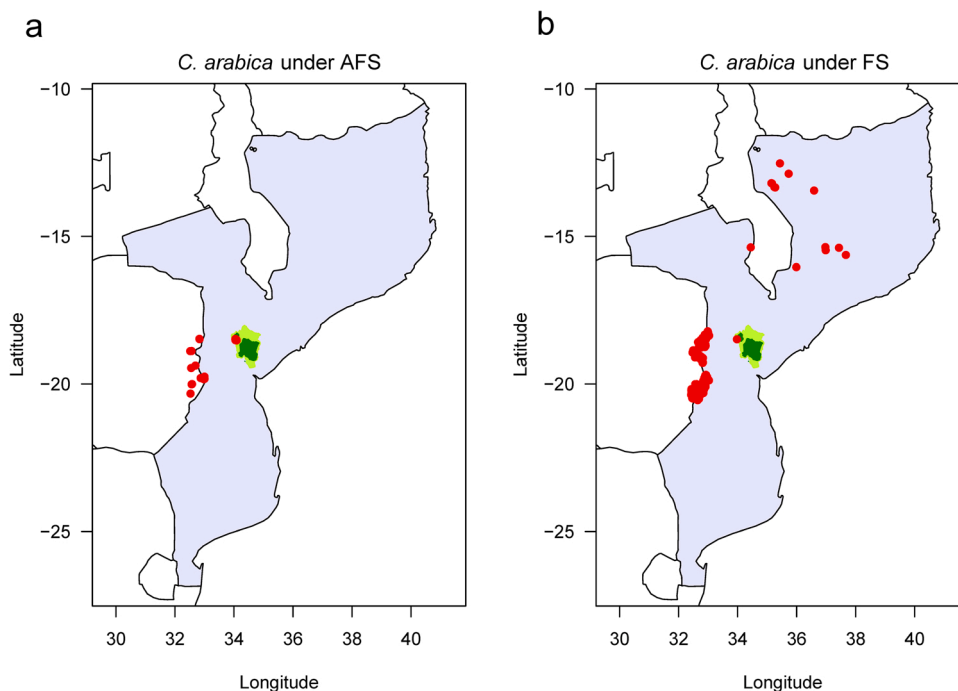 a
C. arabica under AFS
−10
−15
−20
−25
Latitude
30 32 34 36 38 40
Longitude
b
C. arabica under FS
−10
−15
−20
−25
Latitude
30 32 34 36 38 40
Longitude